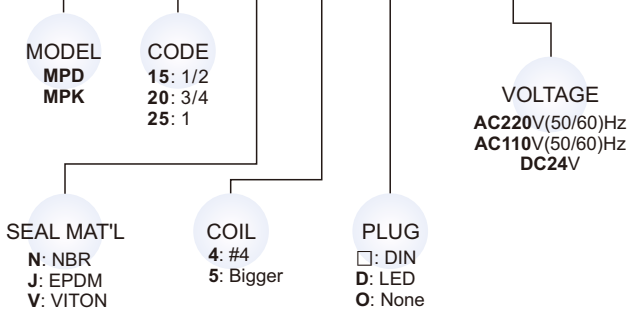 MODEL
MPD
MPK
CODE
15: 1/2
20: 3/4
25: 1
VOLTAGE
AC220V(50/60)Hz
AC110V(50/60)Hz
DC24V
SEAL MAT'L
N: NBR
J: EPDM
V: VITON
COIL
4: #4
5: Bigger
PLUG
□: DIN
D: LED
O: None